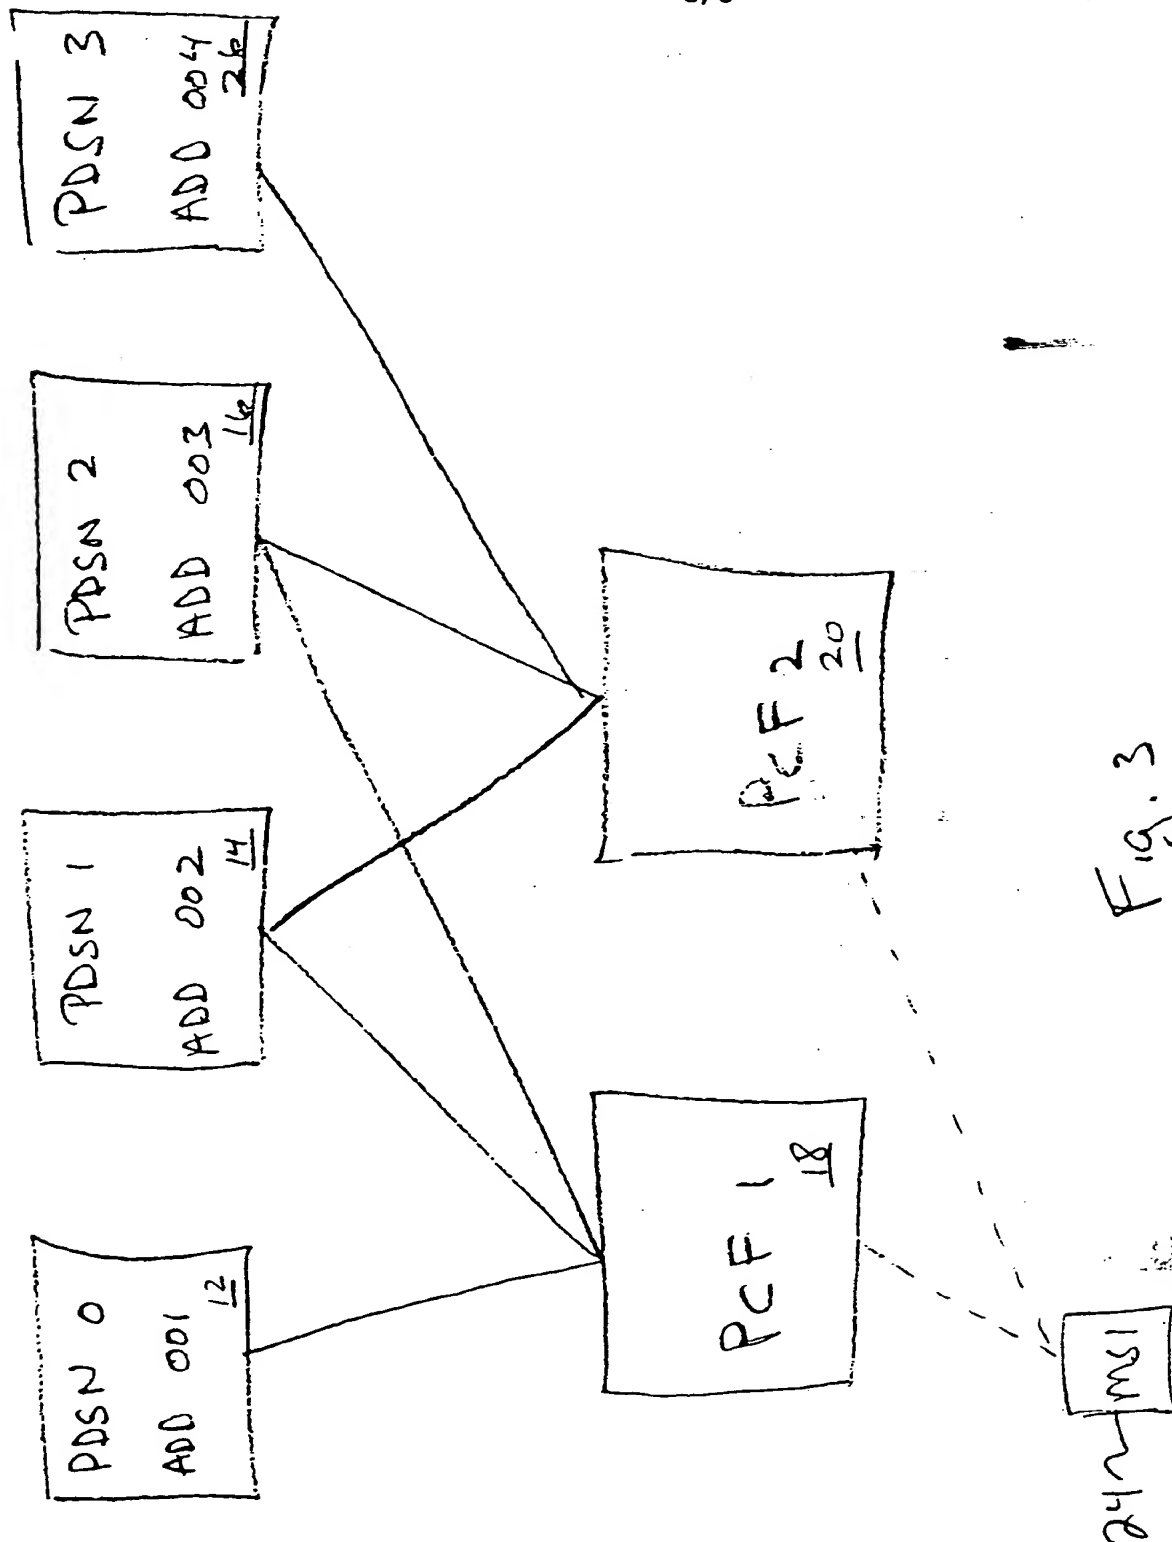 PDSN 0
ADD 001
12
PDSN 1
ADD 002
14
PDSN 2
ADD 003
16
PDSN 3
ADD 004
26
PCF 1
18
PCF 2
20
24
MS1
Fig. 3